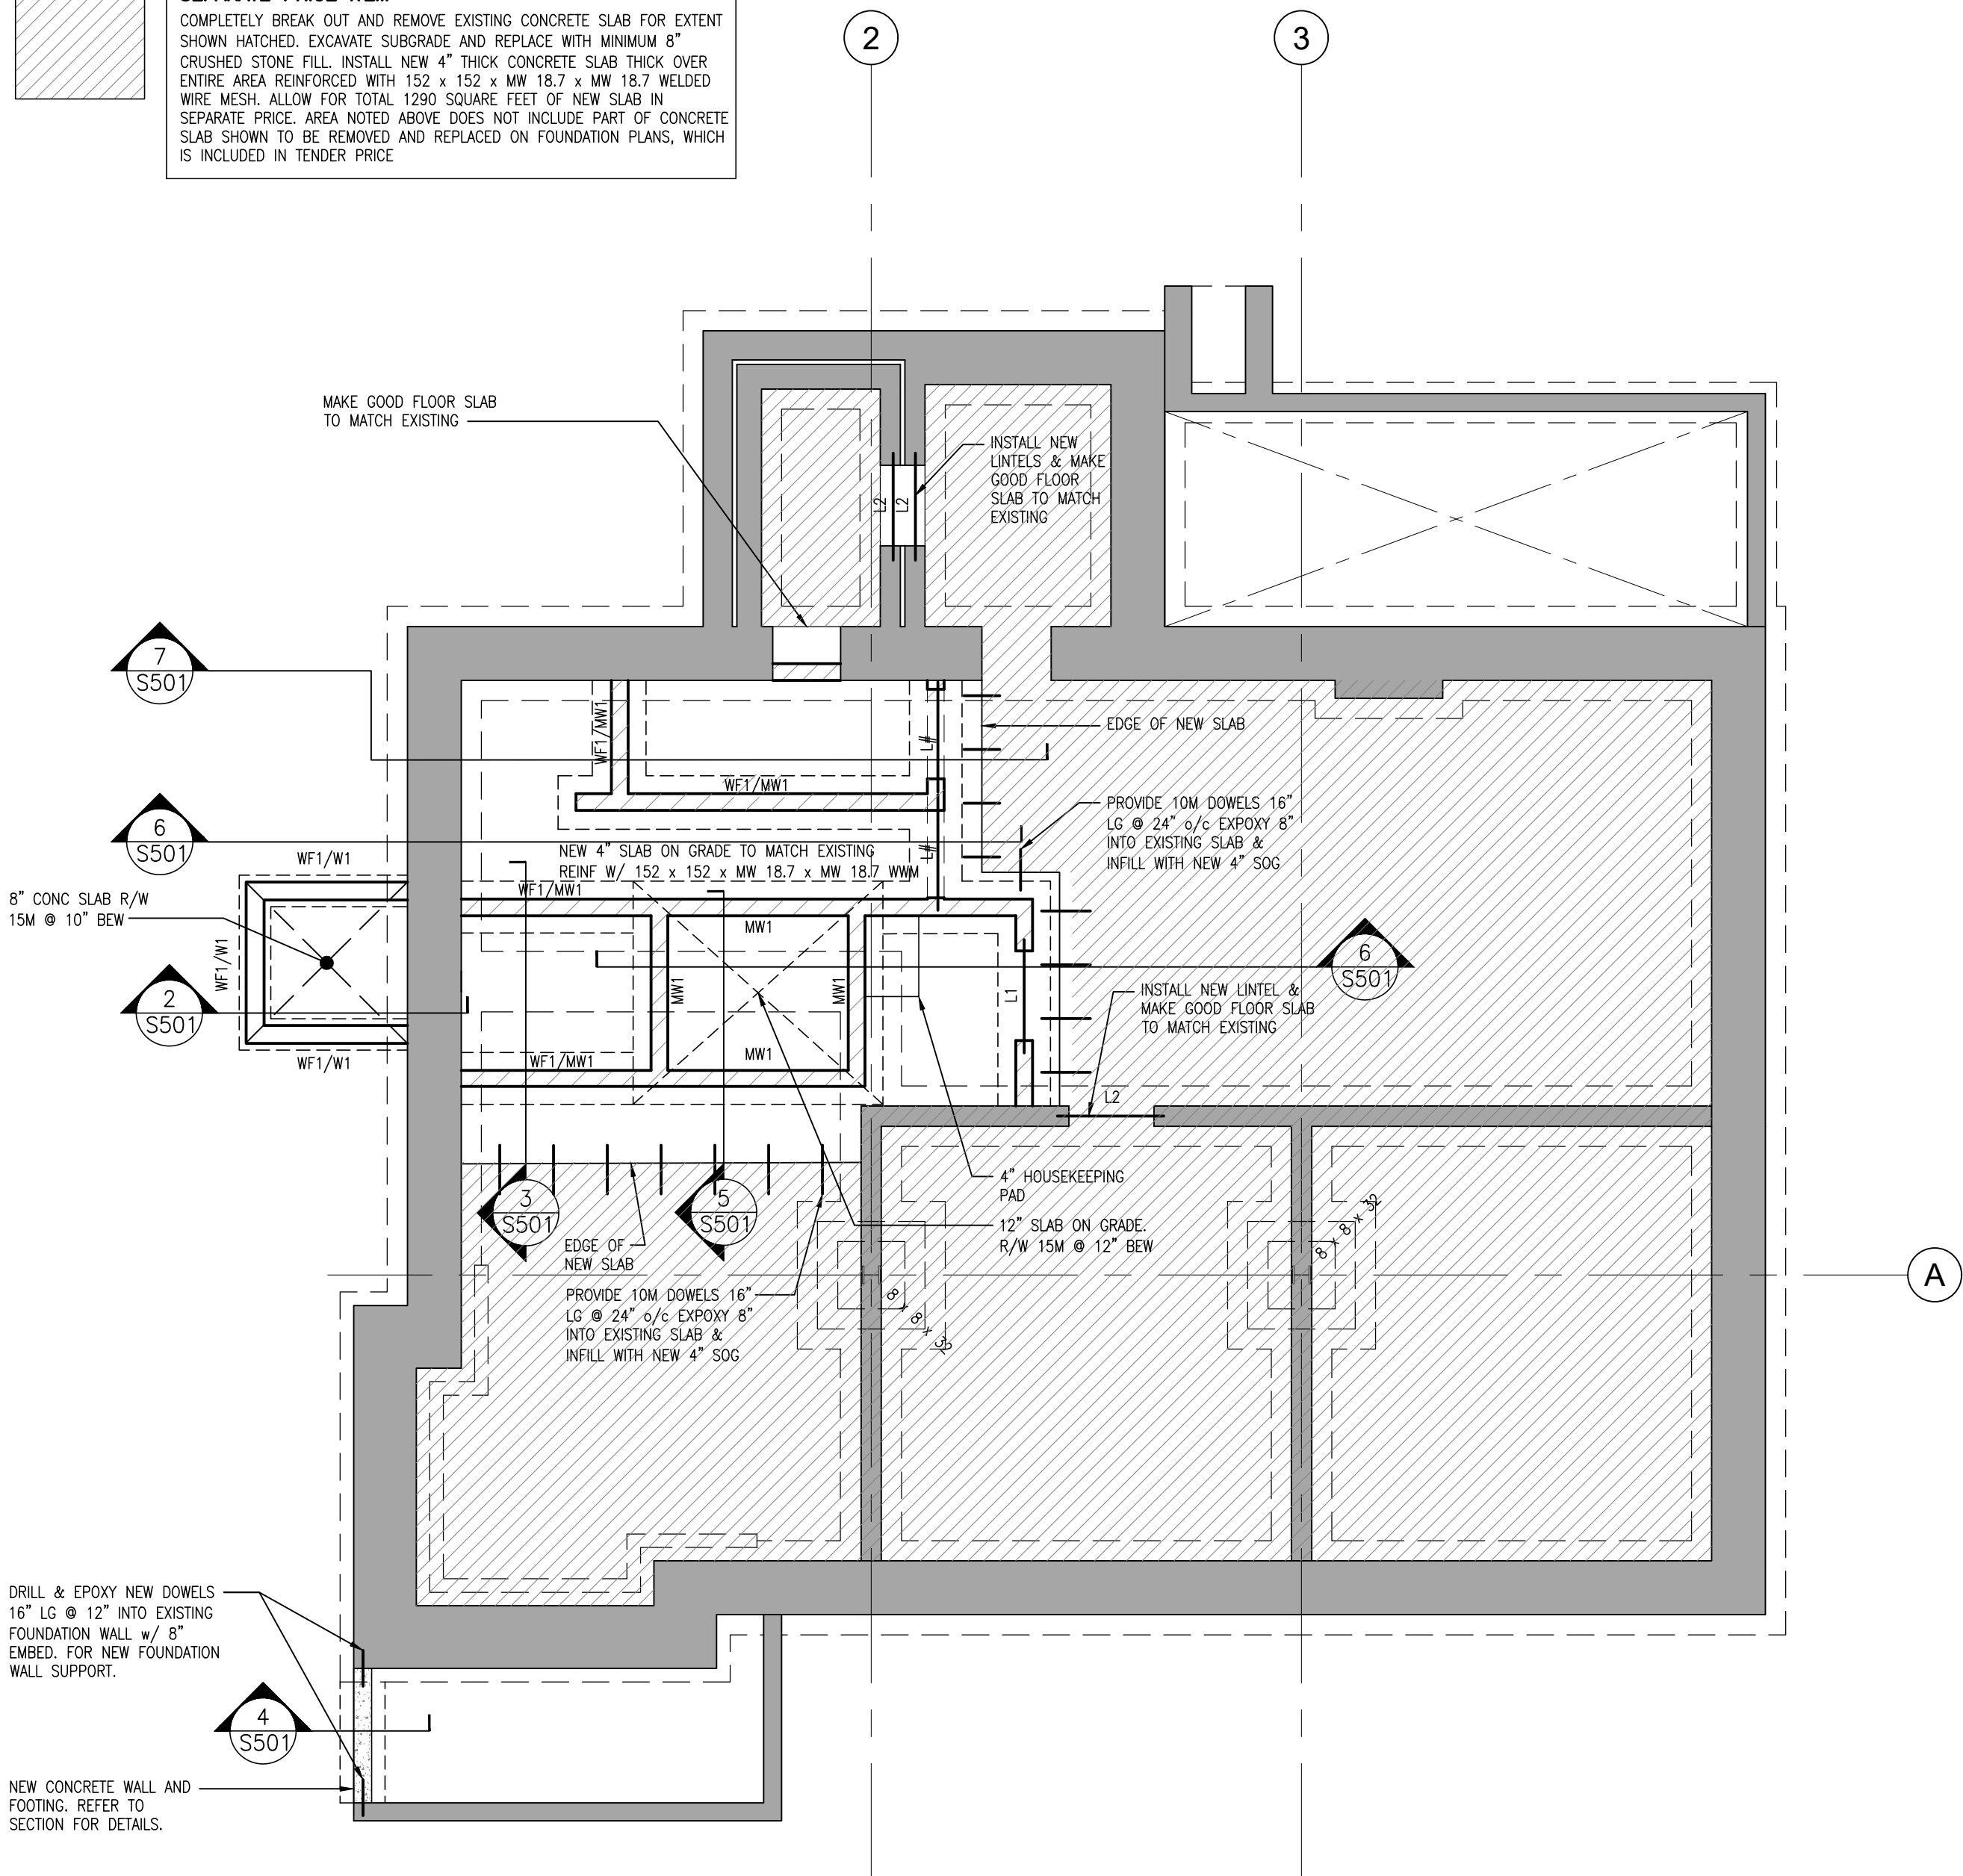 COMPLETELY BREAK OUT AND REMOVE EXISTING CONCRETE SLAB FOR EXTENT
SHOWN HATCHED. EXCAVATE SUBGRADE AND REPLACE WITH MINIMUM 8"
CRUSHED STONE FILL. INSTALL NEW 4" THICK CONCRETE SLAB THICK OVER
ENTIRE AREA REINFORCED WITH 152 x 152 x MW 18.7 x MW 18.7 WELDED
WIRE MESH. ALLOW FOR TOTAL 1290 SQUARE FEET OF NEW SLAB IN
SEPARATE PRICE. AREA NOTED ABOVE DOES NOT INCLUDE PART OF CONCRETE
SLAB SHOWN TO BE REMOVED AND REPLACED ON FOUNDATION PLANS, WHICH
IS INCLUDED IN TENDER PRICE
2
3
MAKE GOOD FLOOR SLAB
TO MATCH EXISTING
INSTALL NEW
LINTELS & MAKE
GOOD FLOOR
SLAB TO MATCH
EXISTING
L2
L2
7
S501
WF1/MW1
L#
EDGE OF NEW SLAB
WF1/MW1
PROVIDE 10M DOWELS 16"
LG @ 24" o/c EXPOXY 8"
INTO EXISTING SLAB &
INFILL WITH NEW 4" SOG
6
S501
L#
NEW 4" SLAB ON GRADE TO MATCH EXISTING
REINF W/ 152 x 152 x MW 18.7 x MW 18.7 WWM
WF1/W1
WF1/MW1
8" CONC SLAB R/W
15M @ 10" BEW
MW1
WF1/W1
MW1
MW1
L1
6
S501
2
S501
INSTALL NEW LINTEL &
MAKE GOOD FLOOR SLAB
TO MATCH EXISTING
WF1/W1
WF1/MW1
MW1
L2
4" HOUSEKEEPING
PAD
3
S501
5
S501
12" SLAB ON GRADE.
R/W 15M @ 12" BEW
EDGE OF
NEW SLAB
8 x 8 x 32
A
PROVIDE 10M DOWELS 16"
LG @ 24" o/c EXPOXY 8"
INTO EXISTING SLAB &
INFILL WITH NEW 4" SOG
8 x 8 x 32
DRILL & EPOXY NEW DOWELS
16" LG @ 12" INTO EXISTING
FOUNDATION WALL w/ 8"
EMBED. FOR NEW FOUNDATION
WALL SUPPORT.
4
S501
NEW CONCRETE WALL AND
FOOTING. REFER TO
SECTION FOR DETAILS.